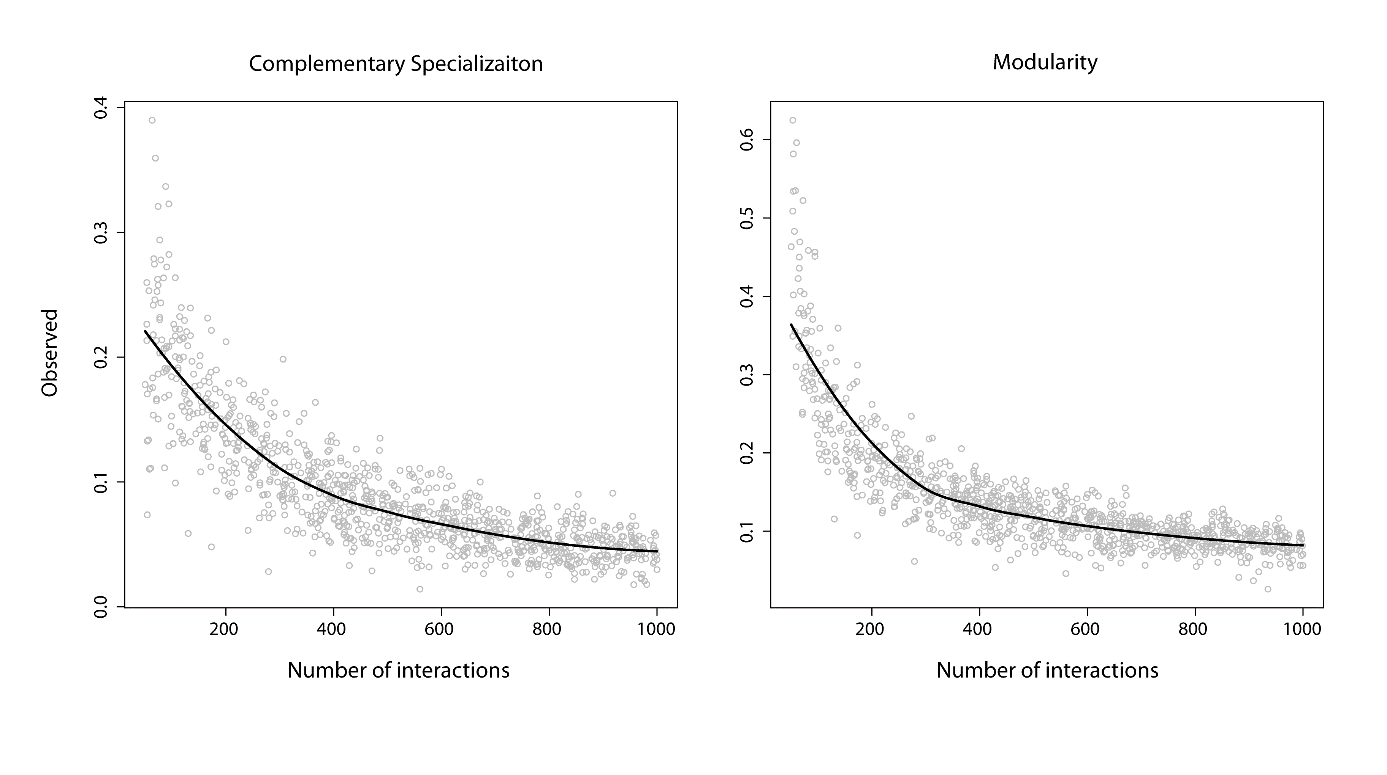 Complementary Specializaiton
Modularity
Observed
0.4
0.3
0.2
0.1
0.0
200 400 600 800 1000
Number of interactions
0.6
0.5
0.4
0.3
0.2
0.1
200 400 600 800 1000
Number of interactions